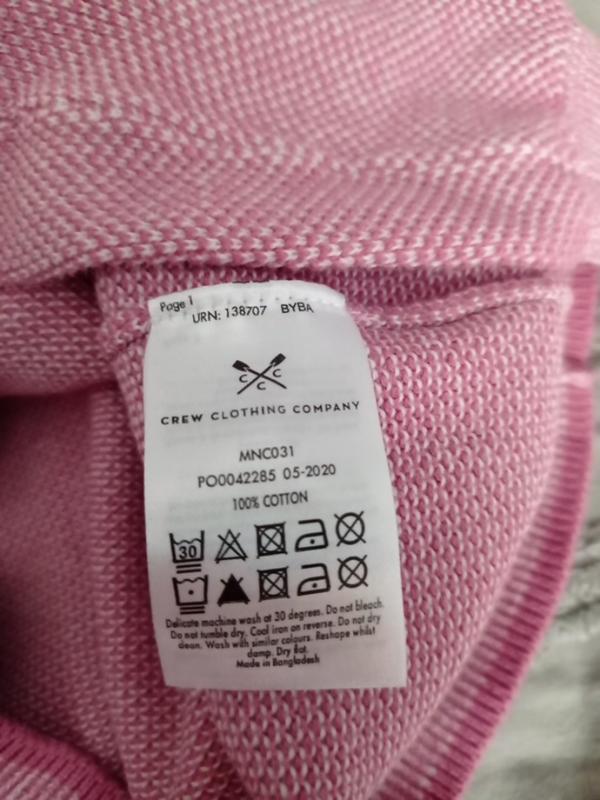 Page 1
URN: 138707 BYBA
C C
C
CREW CLOTHING COMPANY
MNC031
PO0042285 05-2020
100% COTTON
30
Delicate machine wash at 30 degrees. Do not bleach.
Do not tumble dry. Cool iron on reverse. Do not dry
clean. Wash with similar colours. Reshape whilst
damp. Dry flat.
Made in Bangladesh